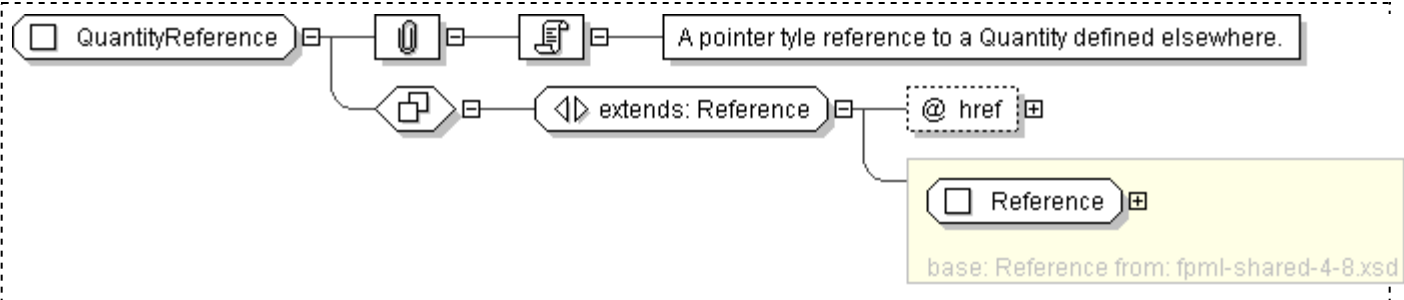 QuantityReference
A pointer tyle reference to a Quantity defined elsewhere.
extends: Reference
@ href
Reference
base: Reference from: fpml-shared-4-8.xsd